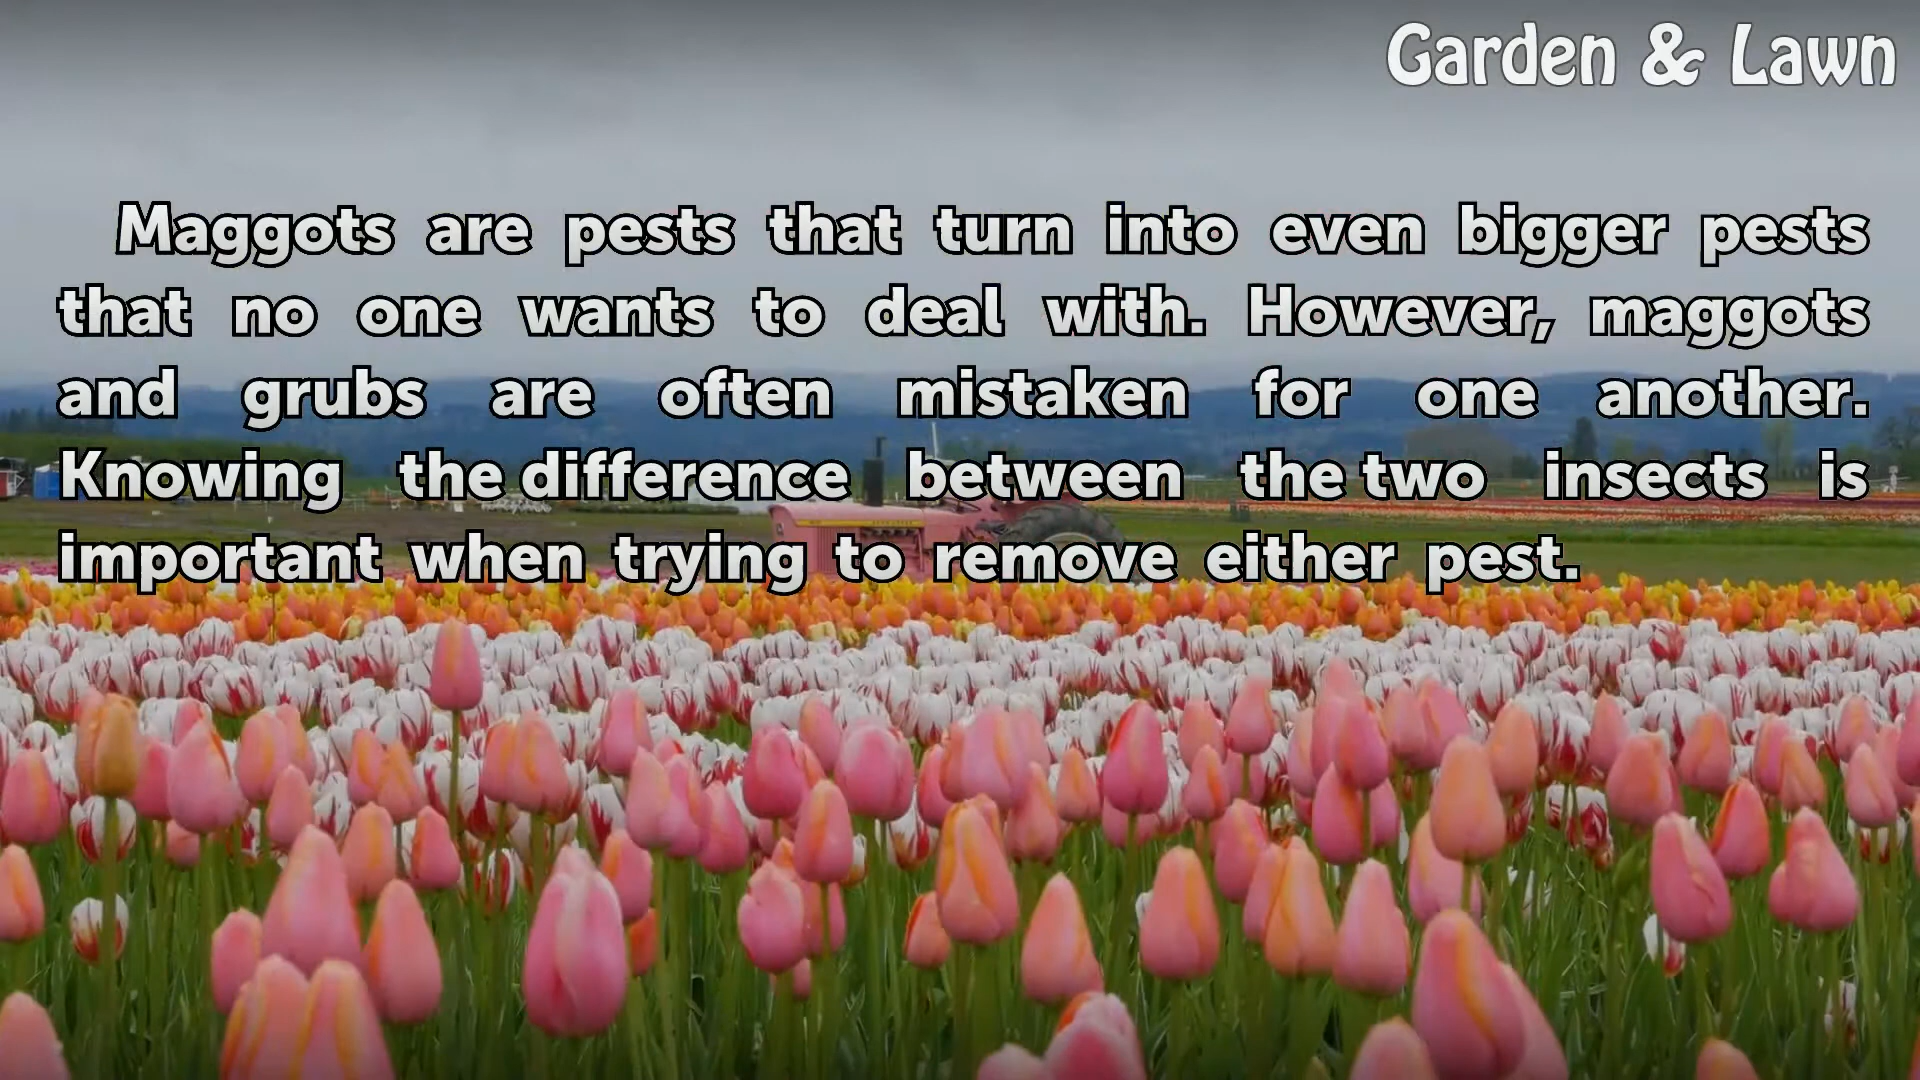 Garden & Lawn
Maggots are pests that turn into even bigger pests
that no one wants to deal with. However, maggots
and grubs are often mistaken for one another.
Knowing the difference between the two insects is
important when trying to remove either pest.